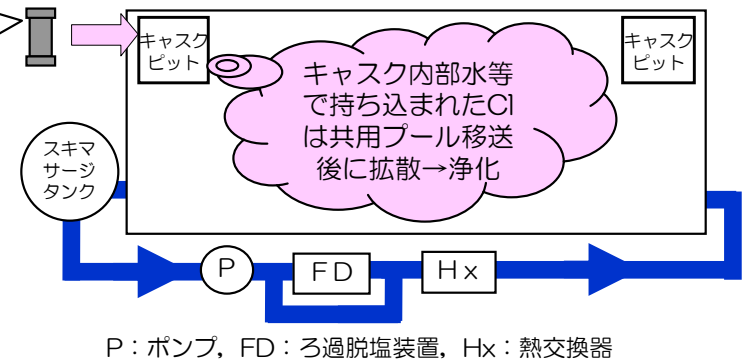 キャスク
ピット
キャスク
ピット
キャスク内部水等
で持ち込まれたCl
は共用プール移送
後に拡散→浄化
スキマ
サージ
タンク
P
FD
Hx
P：ポンプ，FD：ろ過脱塩装置，Hx：熱交換器